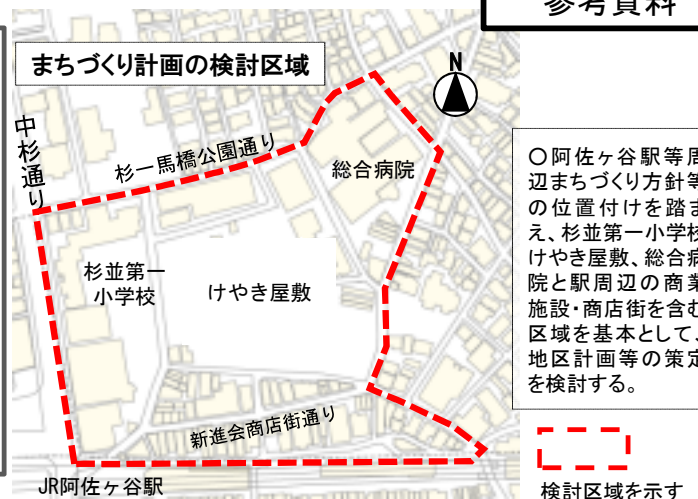 参考資料
まちづくり計画の検討区域
N
中杉通り
杉一馬橋公園通り
総合病院
杉並第一
小学校
けやき屋敷
新進会商店街通り
JR阿佐ヶ谷駅
○阿佐ヶ谷駅等周
辺まちづくり方針等
の位置付けを踏ま
え、杉並第一小学校
けやき屋敷、総合病
院と駅周辺の商業
施設・商店街を含む
区域を基本として、
地区計画等の策定
を検討する。
検討区域を示す